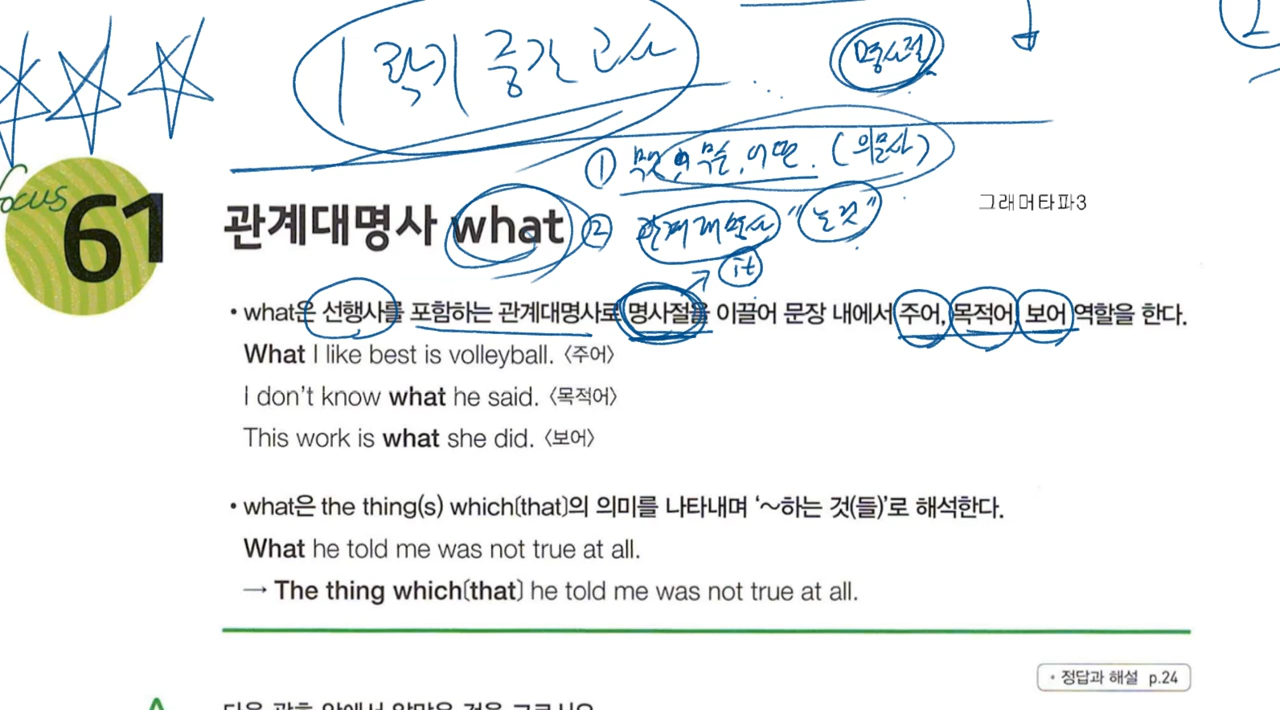 1학기 중간고사
명사절
① 무엇, 무슨, 어떤. (의문사)
focus 61
관계대명사 what ② 관계대명사 "는 것"
그래머타파3
it
• what은 선행사를 포함하는 관계대명사로 명사절을 이끌어 문장 내에서 주어, 목적어, 보어 역할을 한다.
What I like best is volleyball. 〈주어〉
I don't know what he said. 〈목적어〉
This work is what she did. 〈보어〉
• what은 the thing(s) which(that)의 의미를 나타내며 '~하는 것(들)'로 해석한다.
What he told me was not true at all.
→ The thing which(that) he told me was not true at all.
• 정답과 해설 p.24